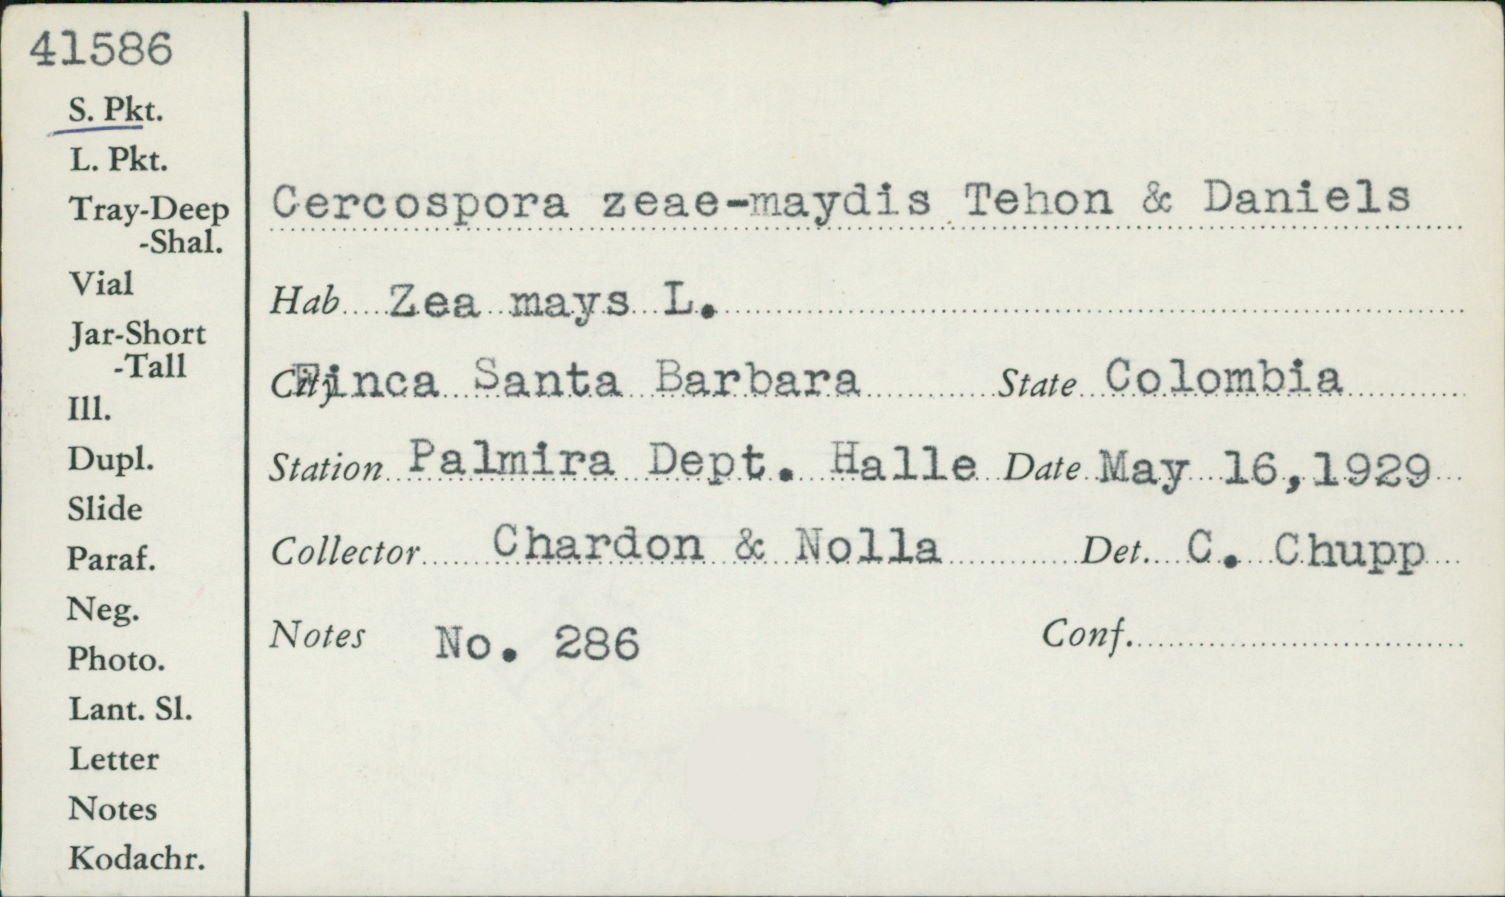 41586
S. Pkt.
L. Pkt.
Tray-Deep
-Shal.
Vial
Jar-Short
-Tall
Ill.
Dupl.
Slide
Paraf.
Neg.
Photo.
Lant. Sl.
Letter
Notes
Kodachr.
Cercospora zeae-maydis Tehon & Daniels
Hab Zea mays L.
City Finca Santa Barbara State Colombia
Station Palmira Dept. Halle Date May 16,1929
Collector Chardon & Nolla Det. C. Chupp
Notes No. 286 Conf.